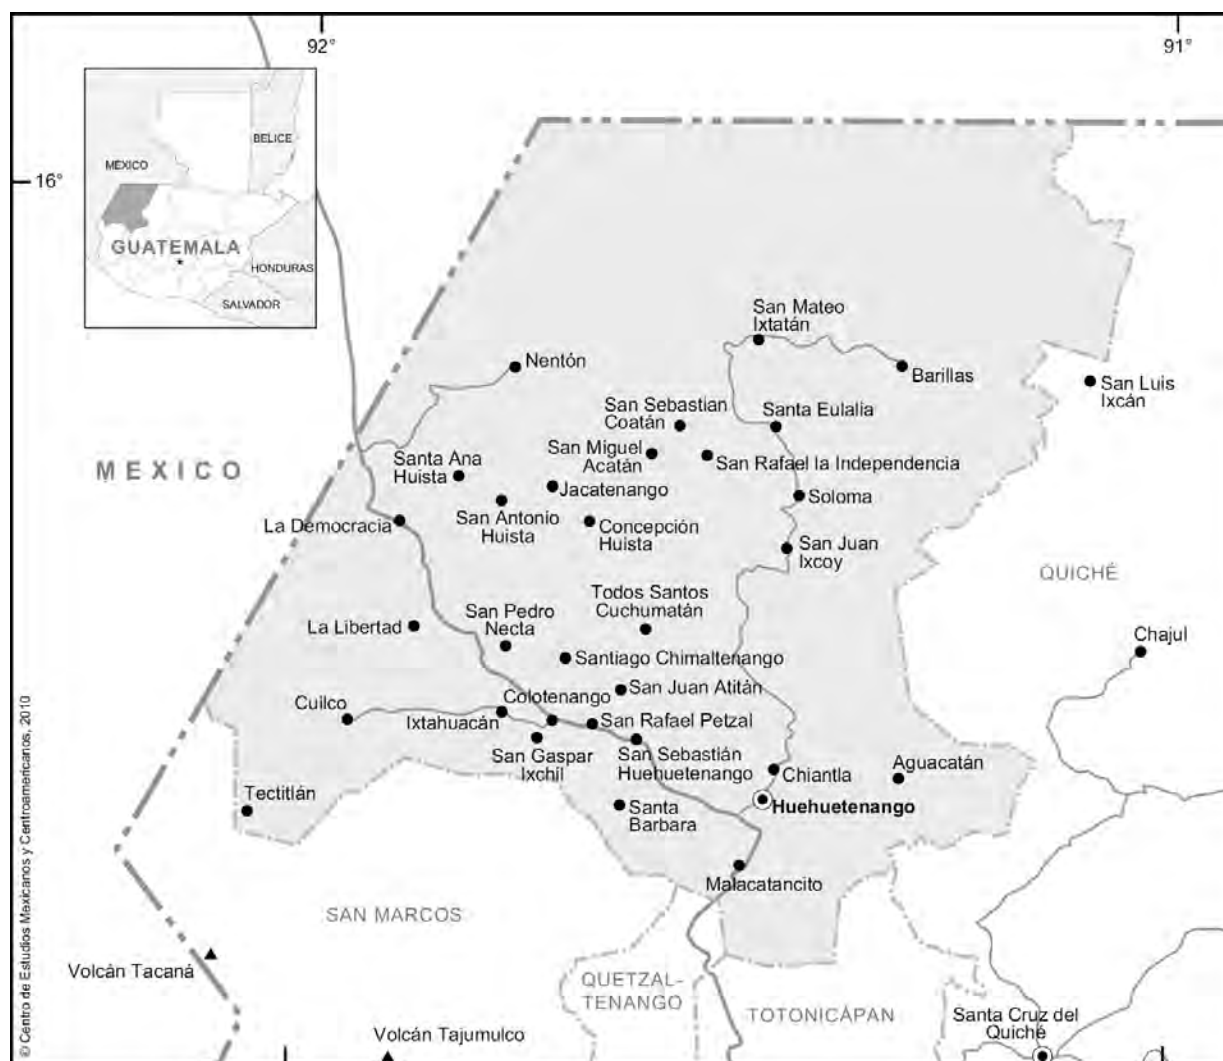 92°
91°
16°
BELICE
MÉXICO
GUATEMALA
HONDURAS
SALVADOR
San Mateo
Ixtatán
Nentón
Barillas
San Luis
Ixcán
San Sebastian
Coatán
Santa Eulalia
San Miguel
Acatán
San Rafael la Independencia
Santa Ana
Huista
MEXICO
Jacatenango
Soloma
San Antonio
Huista
La Democracia
Concepción
Huista
San Juan
Ixcoy
QUICHÉ
Todos Santos
Cuchumatán
San Pedro
Necta
La Libertad
Chajul
Santiago Chimaltenango
San Juan Atitán
Colotenango
Cuilco
Ixtahuacán
San Rafael Petzal
San Gaspar
Ixchil
San Sebastián
Huehuetenango
Chiantla
Aguacatán
Tectitlán
Santa
Barbara
Huehuetenango
Malacatancito
SAN MARCOS
Volcán Tacaná
QUETZAL-
TENANGO
TOTONICÁPAN
Santa Cruz del
Quiché
Volcán Tajumulco
© Centro de Estudios Mexicanos y Centroamericanos, 2010